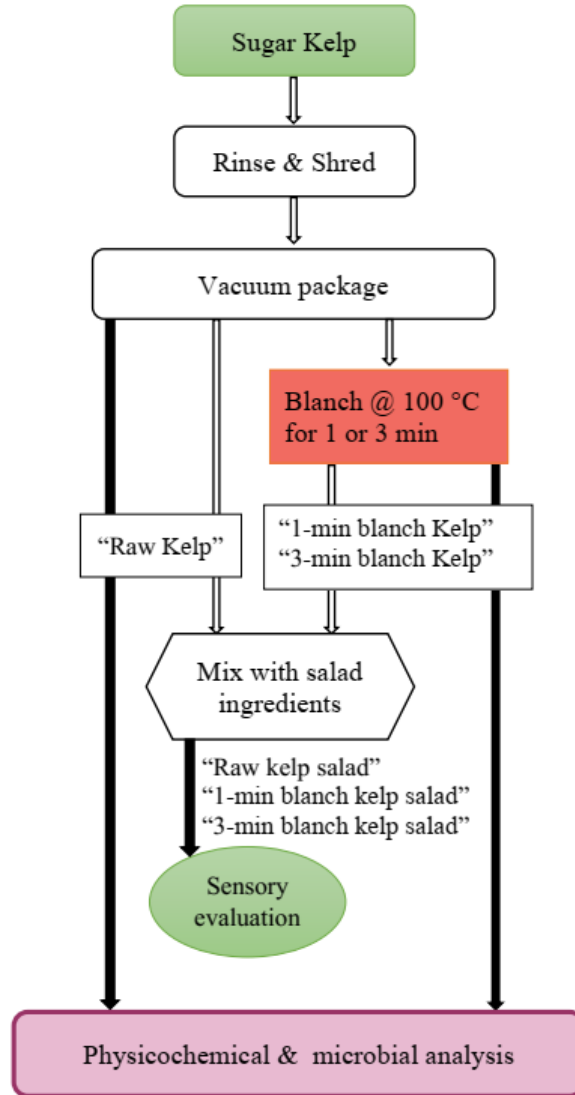 Sugar Kelp
Rinse & Shred
Vacuum package
Blanch @ 100 °C
for 1 or 3 min
“Raw Kelp”
“1-min blanch Kelp”
“3-min blanch Kelp”
Mix with salad
ingredients
“Raw kelp salad”
“1-min blanch kelp salad”
“3-min blanch kelp salad”
Sensory
evaluation
Physicochemical & microbial analysis